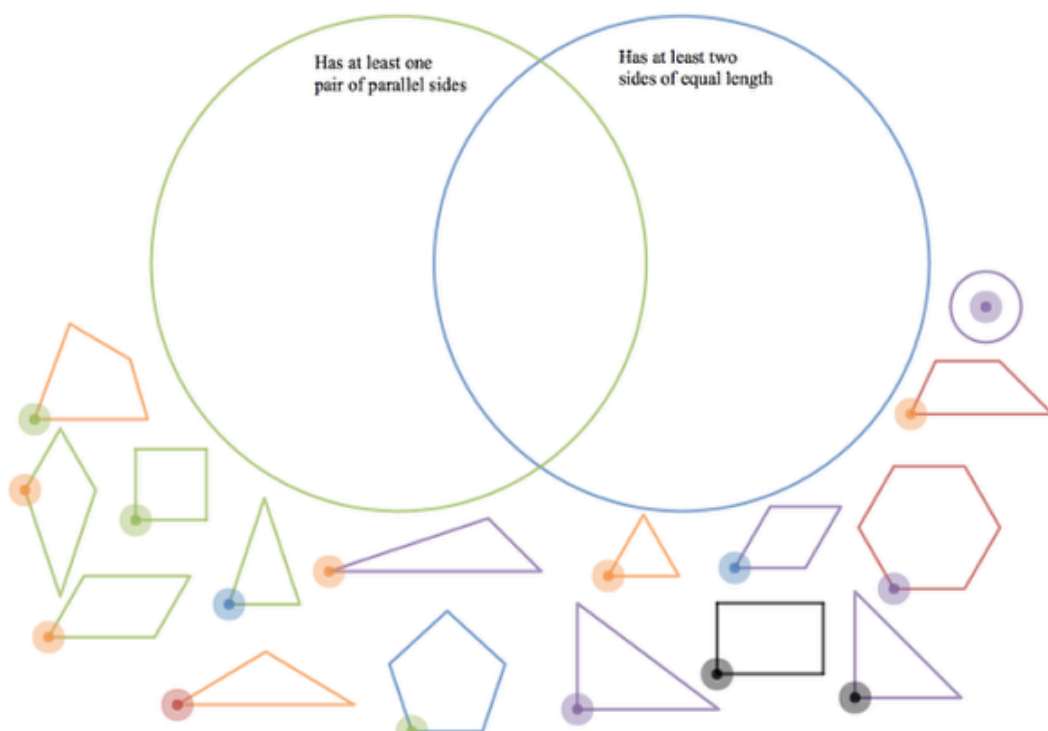 Has at least one
pair of parallel sides
Has at least two
sides of equal length